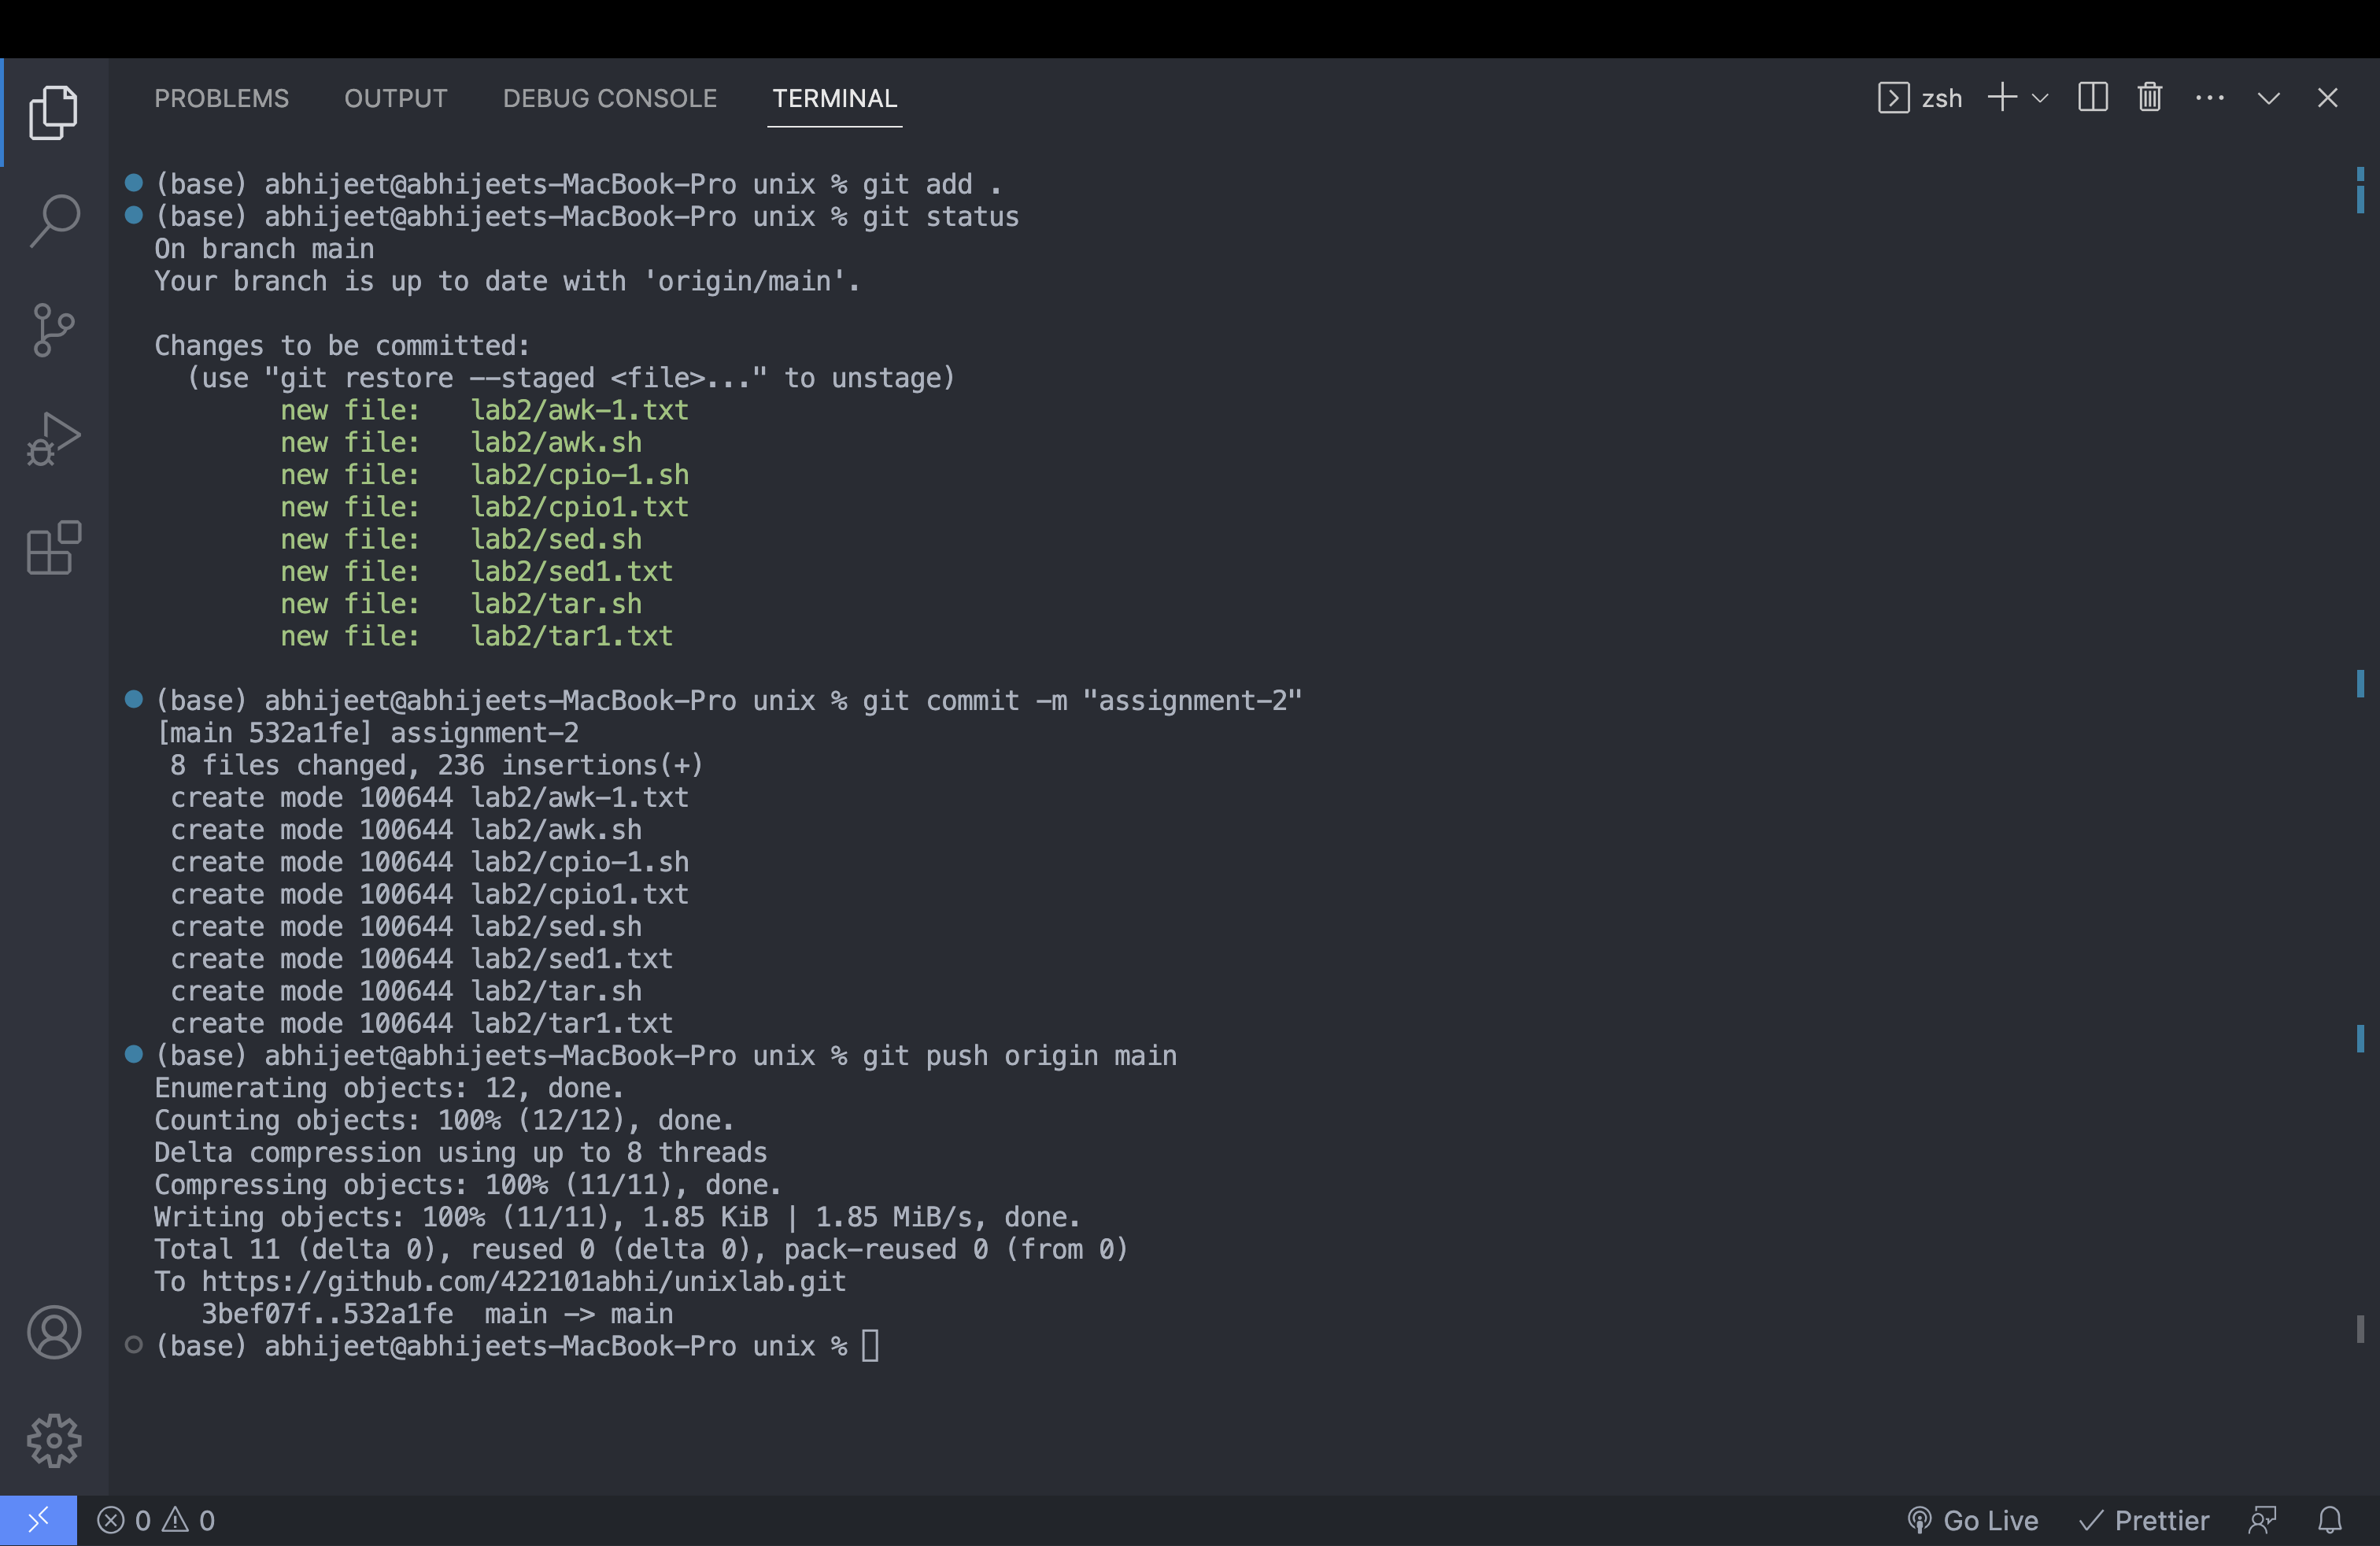 PROBLEMS OUTPUT DEBUG CONSOLE TERMINAL zsh
(base) abhijeet@abhijeets-MacBook-Pro unix % git add .
(base) abhijeet@abhijeets-MacBook-Pro unix % git status
On branch main
Your branch is up to date with 'origin/main'.
Changes to be committed:
  (use "git restore --staged <file>..." to unstage)
        new file:   lab2/awk-1.txt
        new file:   lab2/awk.sh
        new file:   lab2/cpio-1.sh
        new file:   lab2/cpio1.txt
        new file:   lab2/sed.sh
        new file:   lab2/sed1.txt
        new file:   lab2/tar.sh
        new file:   lab2/tar1.txt
(base) abhijeet@abhijeets-MacBook-Pro unix % git commit -m "assignment-2"
[main 532a1fe] assignment-2
 8 files changed, 236 insertions(+)
 create mode 100644 lab2/awk-1.txt
 create mode 100644 lab2/awk.sh
 create mode 100644 lab2/cpio-1.sh
 create mode 100644 lab2/cpio1.txt
 create mode 100644 lab2/sed.sh
 create mode 100644 lab2/sed1.txt
 create mode 100644 lab2/tar.sh
 create mode 100644 lab2/tar1.txt
(base) abhijeet@abhijeets-MacBook-Pro unix % git push origin main
Enumerating objects: 12, done.
Counting objects: 100% (12/12), done.
Delta compression using up to 8 threads
Compressing objects: 100% (11/11), done.
Writing objects: 100% (11/11), 1.85 KiB | 1.85 MiB/s, done.
Total 11 (delta 0), reused 0 (delta 0), pack-reused 0 (from 0)
To https://github.com/422101abhi/unixlab.git
   3bef07f..532a1fe  main -> main
(base) abhijeet@abhijeets-MacBook-Pro unix %
0 0 Go Live Prettier